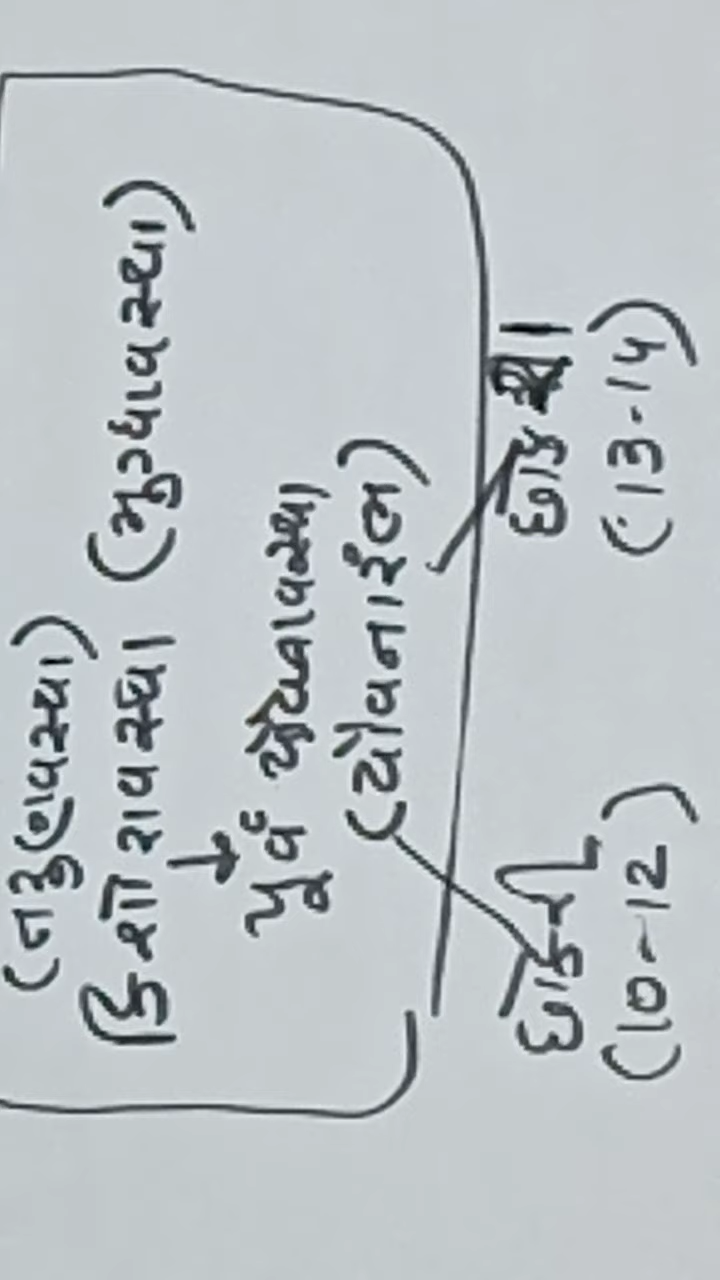 (તરુણાવસ્થા)
કિશોરાવસ્થા (મુગ્ધાવસ્થા)
↓
પૂર્વ યૌવનાવસ્થા
(યૌવનારંભ)
છોકરી છોકરા
(10-12) (13-14)